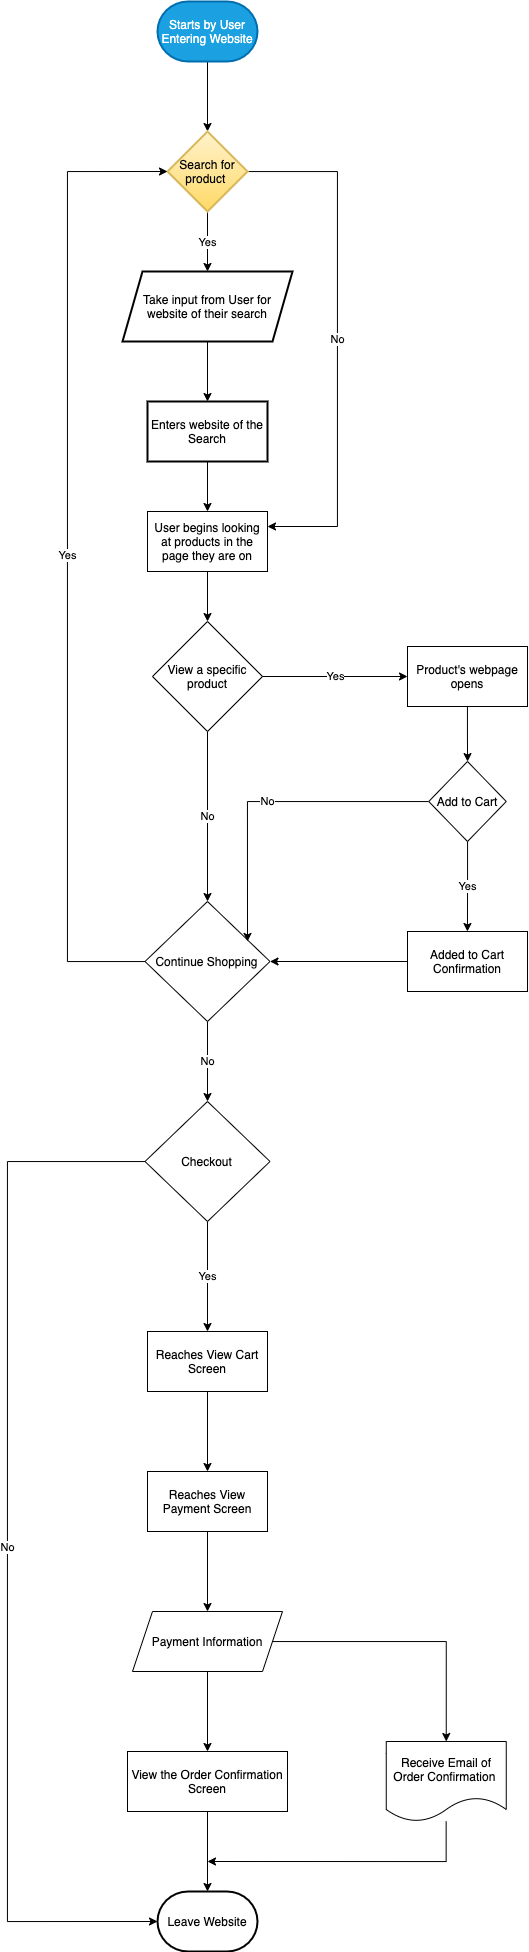 Starts by User
Entering Website
Search for
product
Yes
Take input from User for
website of their search
No
Enters website of the
Search
User begins looking
at products in the
page they are on
Yes
View a specific
product
Yes
Product's webpage
opens
No
Add to Cart
No
Yes
Continue Shopping
Added to Cart
Confirmation
No
Checkout
Yes
Reaches View Cart
Screen
Reaches View
Payment Screen
No
Payment Information
View the Order Confirmation
Screen
Receive Email of
Order Confirmation
Leave Website